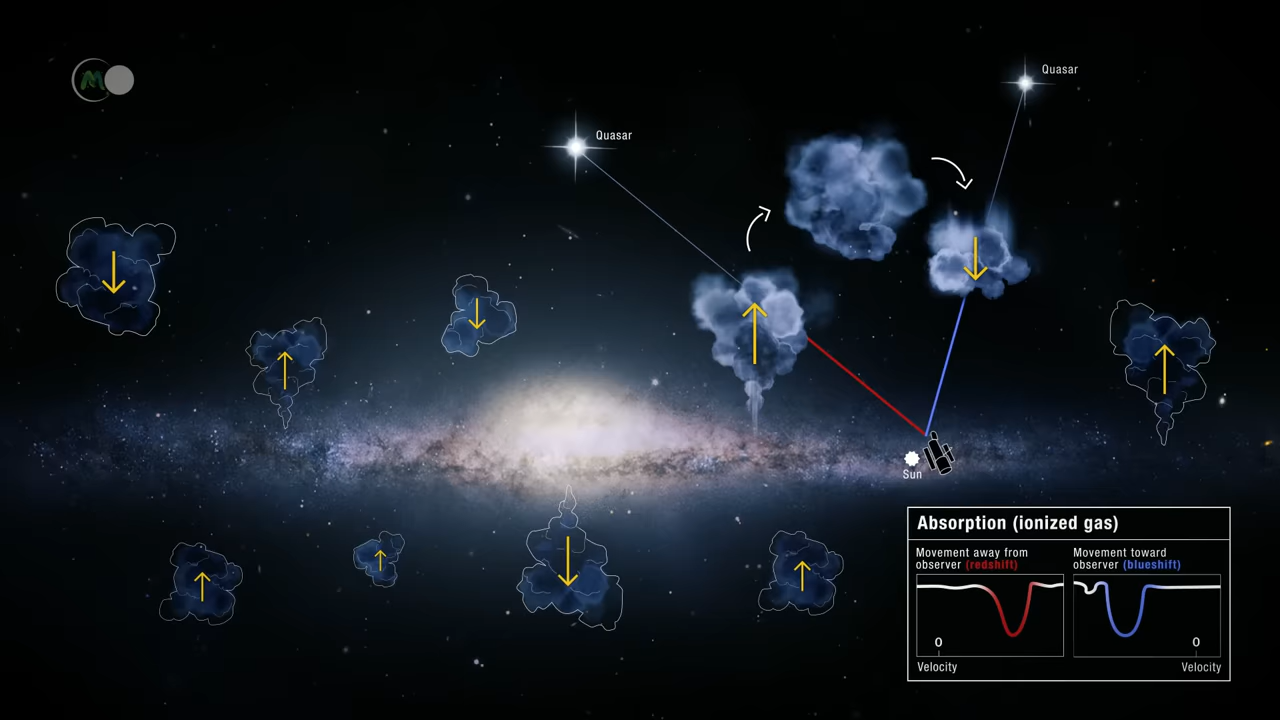 Quasar
Quasar
Sun
Absorption (ionized gas)
Movement away from
observer (redshift)
0
Velocity
Movement toward
observer (blueshift)
0
Velocity
M